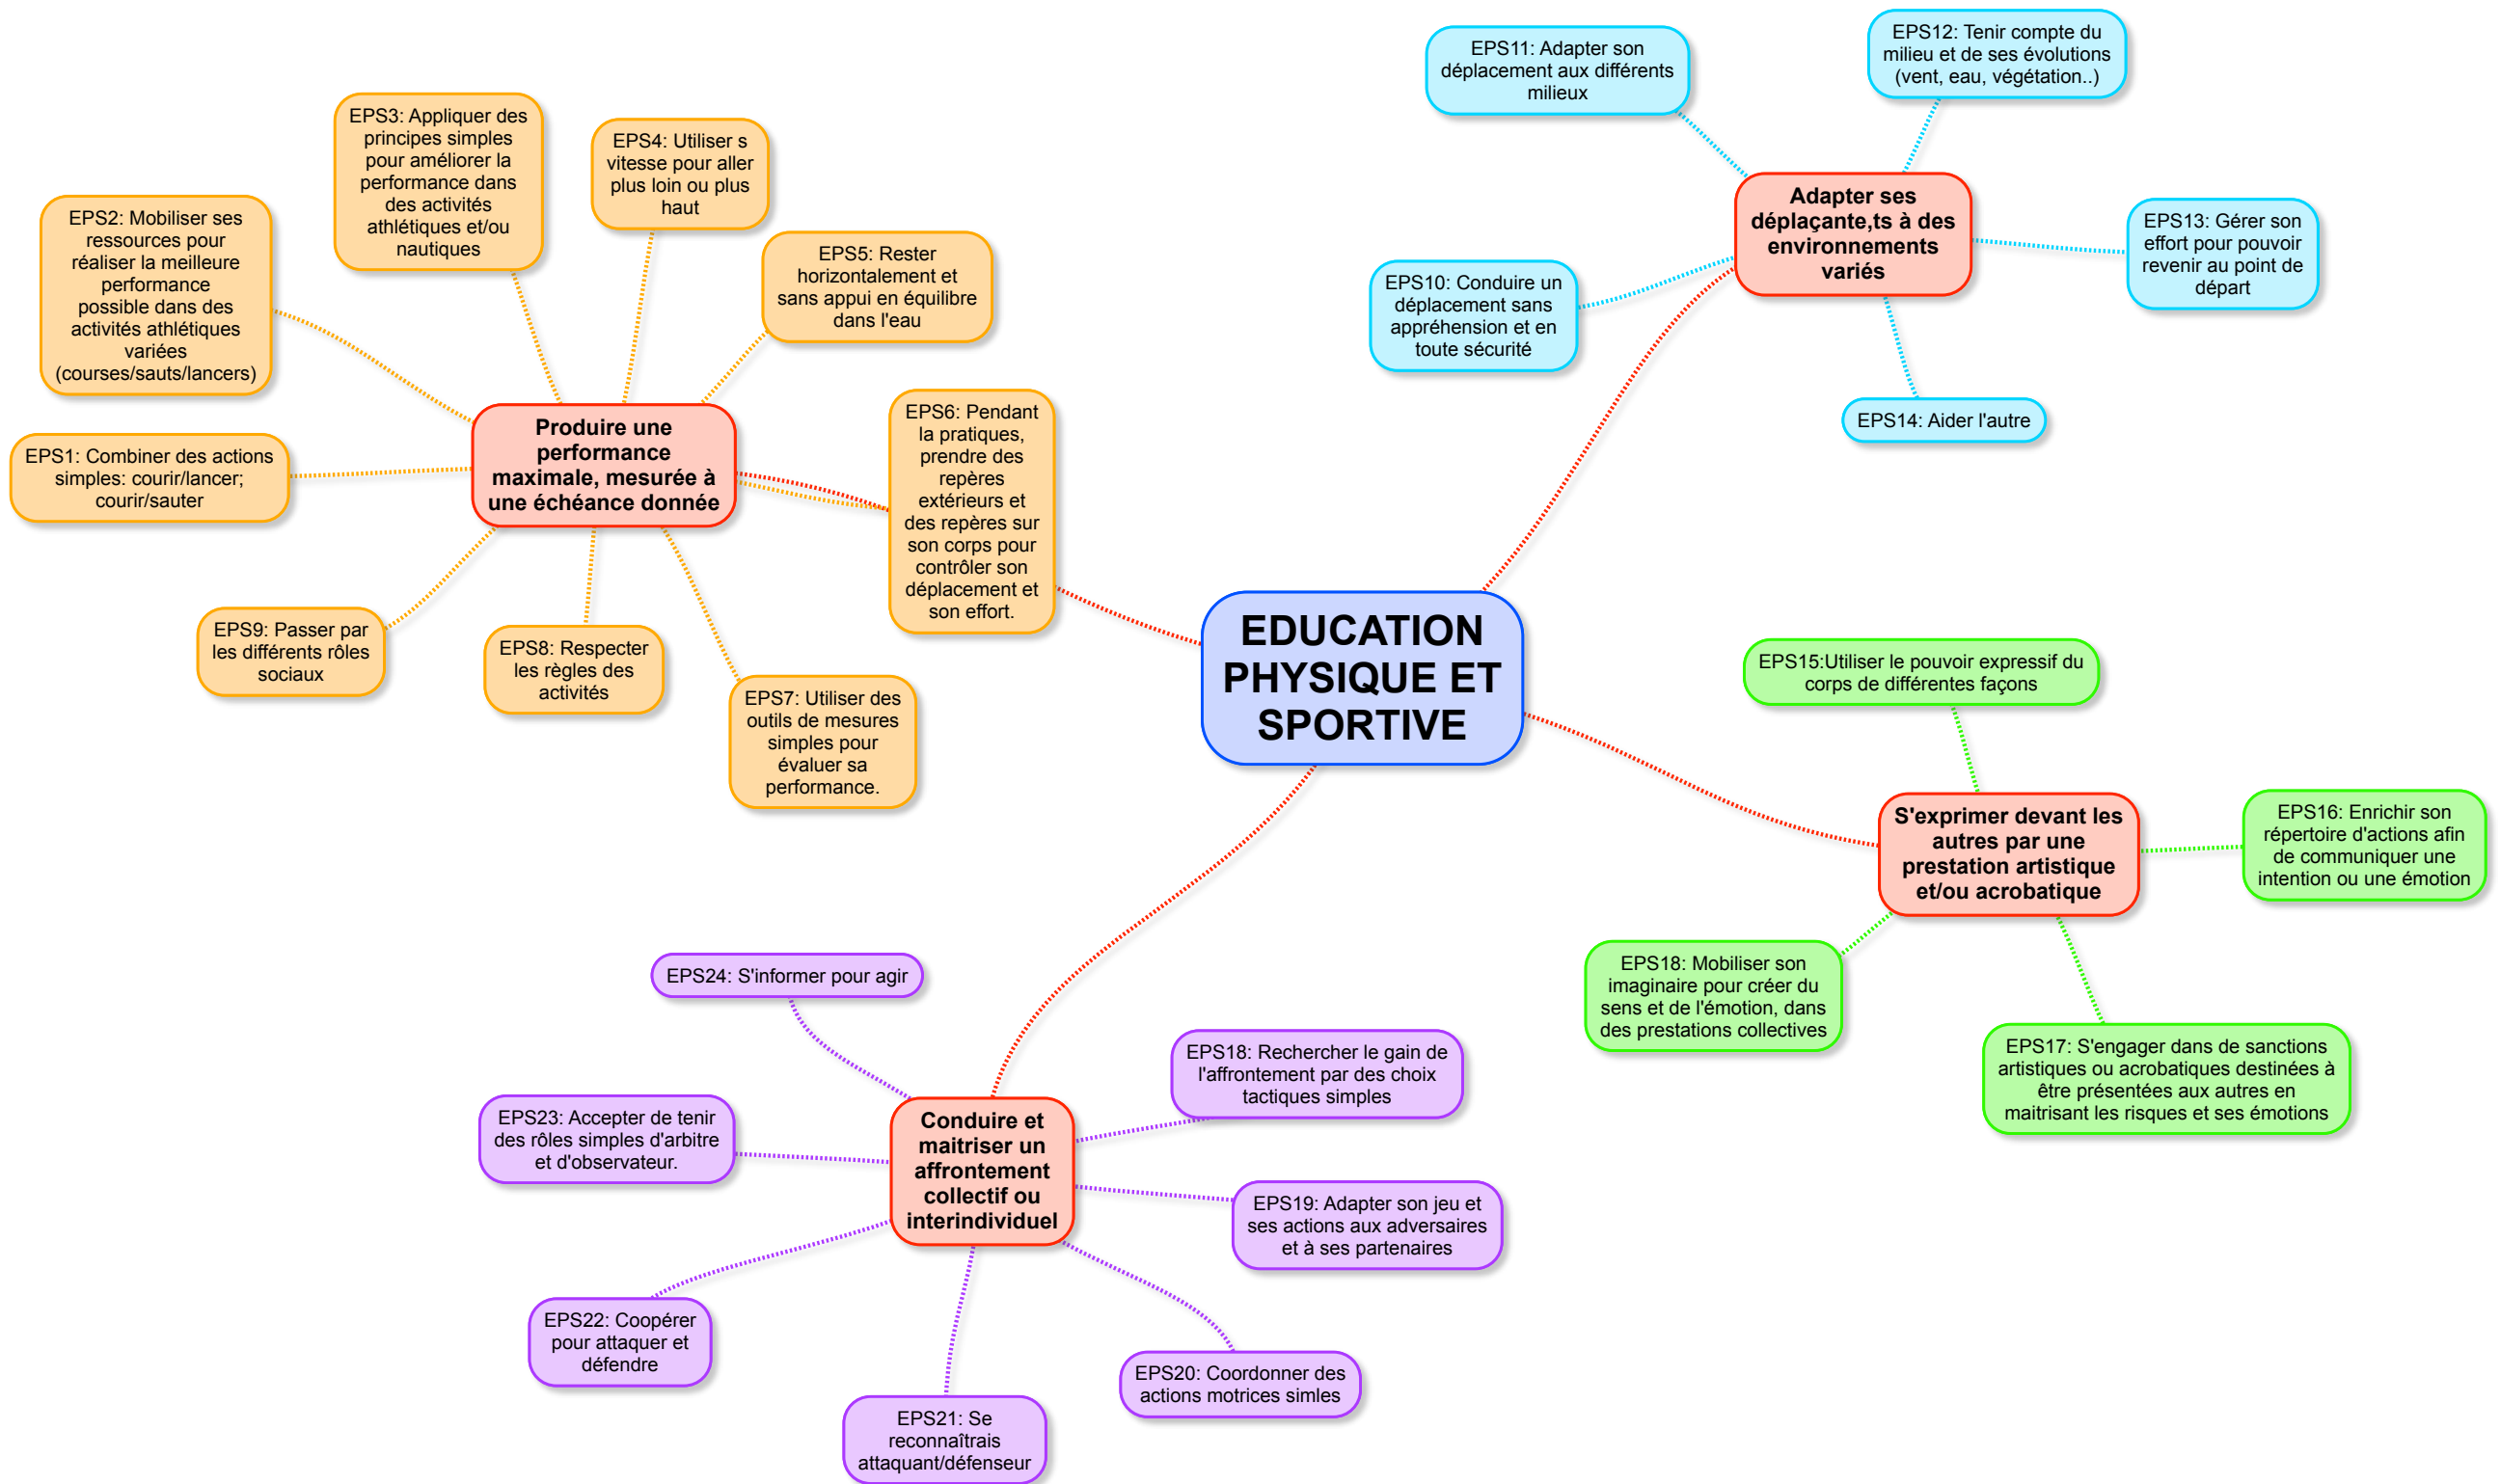 EDUCATION
PHYSIQUE ET
SPORTIVE
Produire une
performance
maximale, mesurée à
une échéance donnée
EPS1: Combiner des actions
simples: courir/lancer;
courir/sauter
EPS2: Mobiliser ses
ressources pour
réaliser la meilleure
performance
possible dans des
activités athlétiques
variées
(courses/sauts/lancers)
EPS3: Appliquer des
principes simples
pour améliorer la
performance dans
des activités
athlétiques et/ou
nautiques
EPS4: Utiliser s
vitesse pour aller
plus loin ou plus
haut
EPS5: Rester
horizontalement et
sans appui en équilibre
dans l'eau
EPS6: Pendant
la pratiques,
prendre des
repères
extérieurs et
des repères sur
son corps pour
contrôler son
déplacement et
son effort.
EPS7: Utiliser des
outils de mesures
simples pour
évaluer sa
performance.
EPS8: Respecter
les règles des
activités
EPS9: Passer par
les différents rôles
sociaux
Adapter ses
déplaçante,ts à des
environnements
variés
EPS10: Conduire un
déplacement sans
appréhension et en
toute sécurité
EPS11: Adapter son
déplacement aux différents
milieux
EPS12: Tenir compte du
milieu et de ses évolutions
(vent, eau, végétation..)
EPS13: Gérer son
effort pour pouvoir
revenir au point de
départ
EPS14: Aider l'autre
S'exprimer devant les
autres par une
prestation artistique
et/ou acrobatique
EPS15:Utiliser le pouvoir expressif du
corps de différentes façons
EPS16: Enrichir son
répertoire d'actions afin
de communiquer une
intention ou une émotion
EPS17: S'engager dans de sanctions
artistiques ou acrobatiques destinées à
être présentées aux autres en
maitrisant les risques et ses émotions
EPS18: Mobiliser son
imaginaire pour créer du
sens et de l'émotion, dans
des prestations collectives
Conduire et
maitriser un
affrontement
collectif ou
interindividuel
EPS18: Rechercher le gain de
l'affrontement par des choix
tactiques simples
EPS19: Adapter son jeu et
ses actions aux adversaires
et à ses partenaires
EPS20: Coordonner des
actions motrices simles
EPS21: Se
reconnaîtrais
attaquant/défenseur
EPS22: Coopérer
pour attaquer et
défendre
EPS23: Accepter de tenir
des rôles simples d'arbitre
et d'observateur.
EPS24: S'informer pour agir